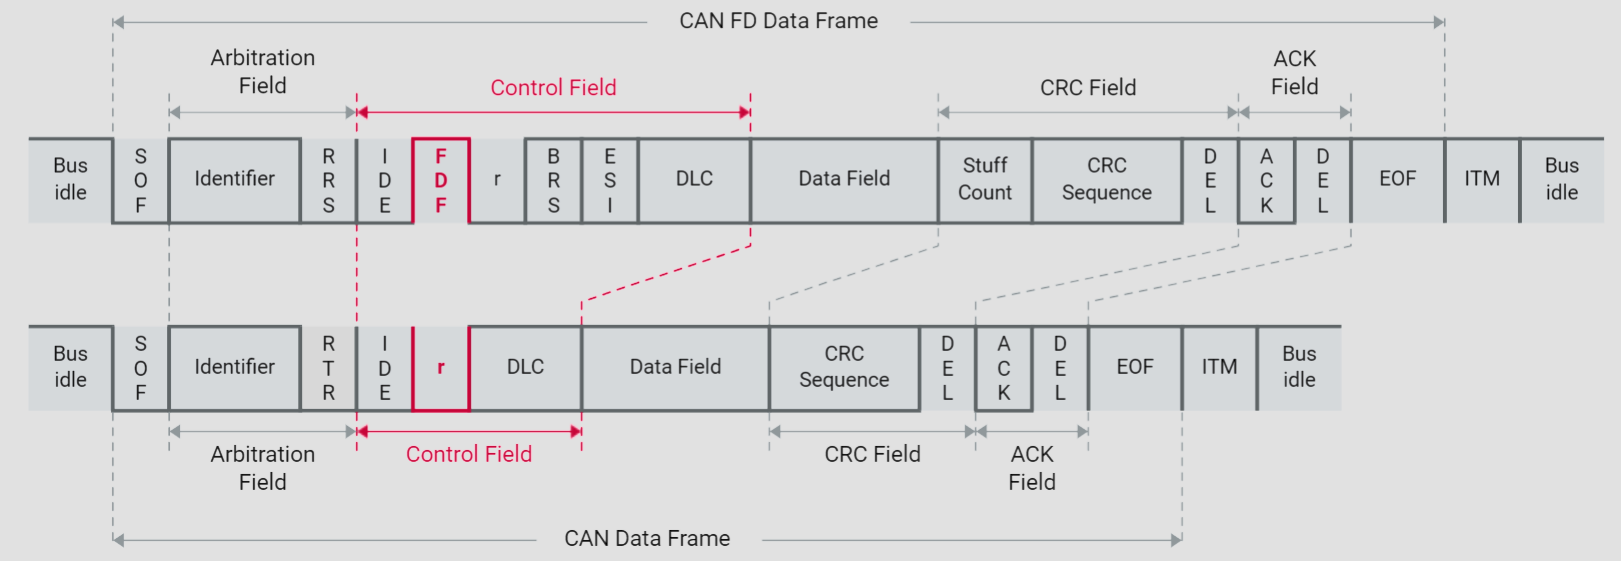 CAN FD Data Frame
Arbitration
Field
Control Field
CRC Field
ACK
Field
Bus
idle
SOF
Identifier
RRS
IDE
FDF
r
BRS
ESI
DLC
Data Field
Stuff
Count
CRC
Sequence
DEL
ACK
DEL
EOF
ITM
Bus
idle
Bus
idle
SOF
Identifier
RTR
IDE
r
DLC
Data Field
CRC
Sequence
DEL
ACK
DEL
EOF
ITM
Bus
idle
Arbitration
Field
Control Field
CRC Field
ACK
Field
CAN Data Frame